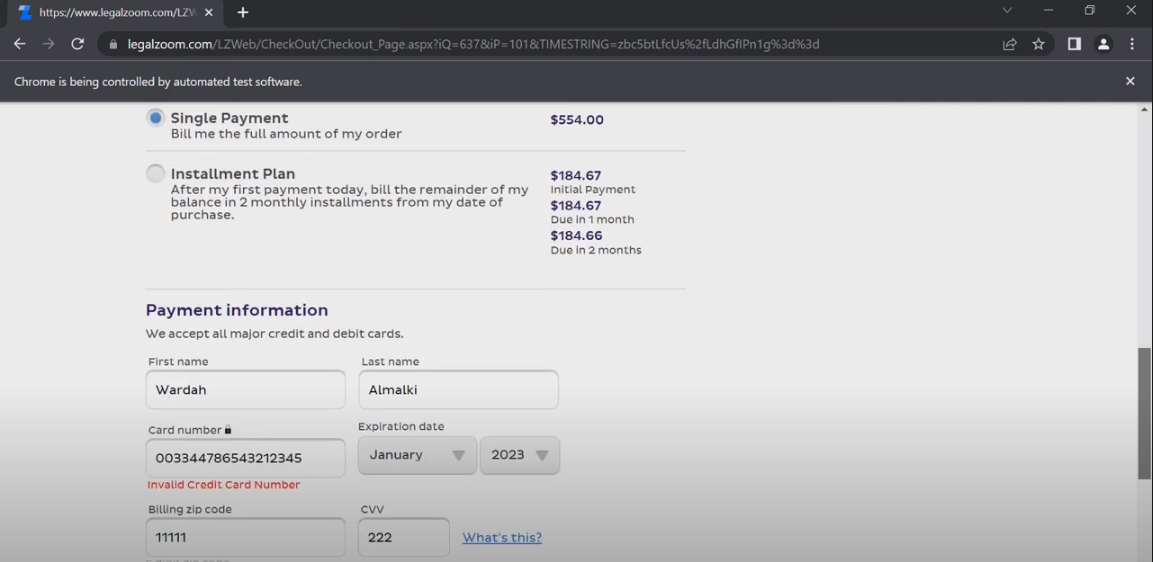 https://www.legalzoom.com/LZW
legalzoom.com/LZWeb/CheckOut/Checkout_Page.aspx?iQ=637&iP=101&TIMESTRING=zbc5btLfcUs%2fLdhGfIPn1g%3d%3d
Chrome is being controlled by automated test software.
Single Payment $554.00
Bill me the full amount of my order
Installment Plan $184.67
After my first payment today, bill the remainder of my Initial Payment
balance in 2 monthly installments from my date of $184.67
purchase. Due in 1 month
$184.66
Due in 2 months
Payment information
We accept all major credit and debit cards.
First name Last name
Wardah Almalki
Card number Expiration date
003344786543212345 January 2023
Invalid Credit Card Number
Billing zip code CVV
11111 222 What's this?